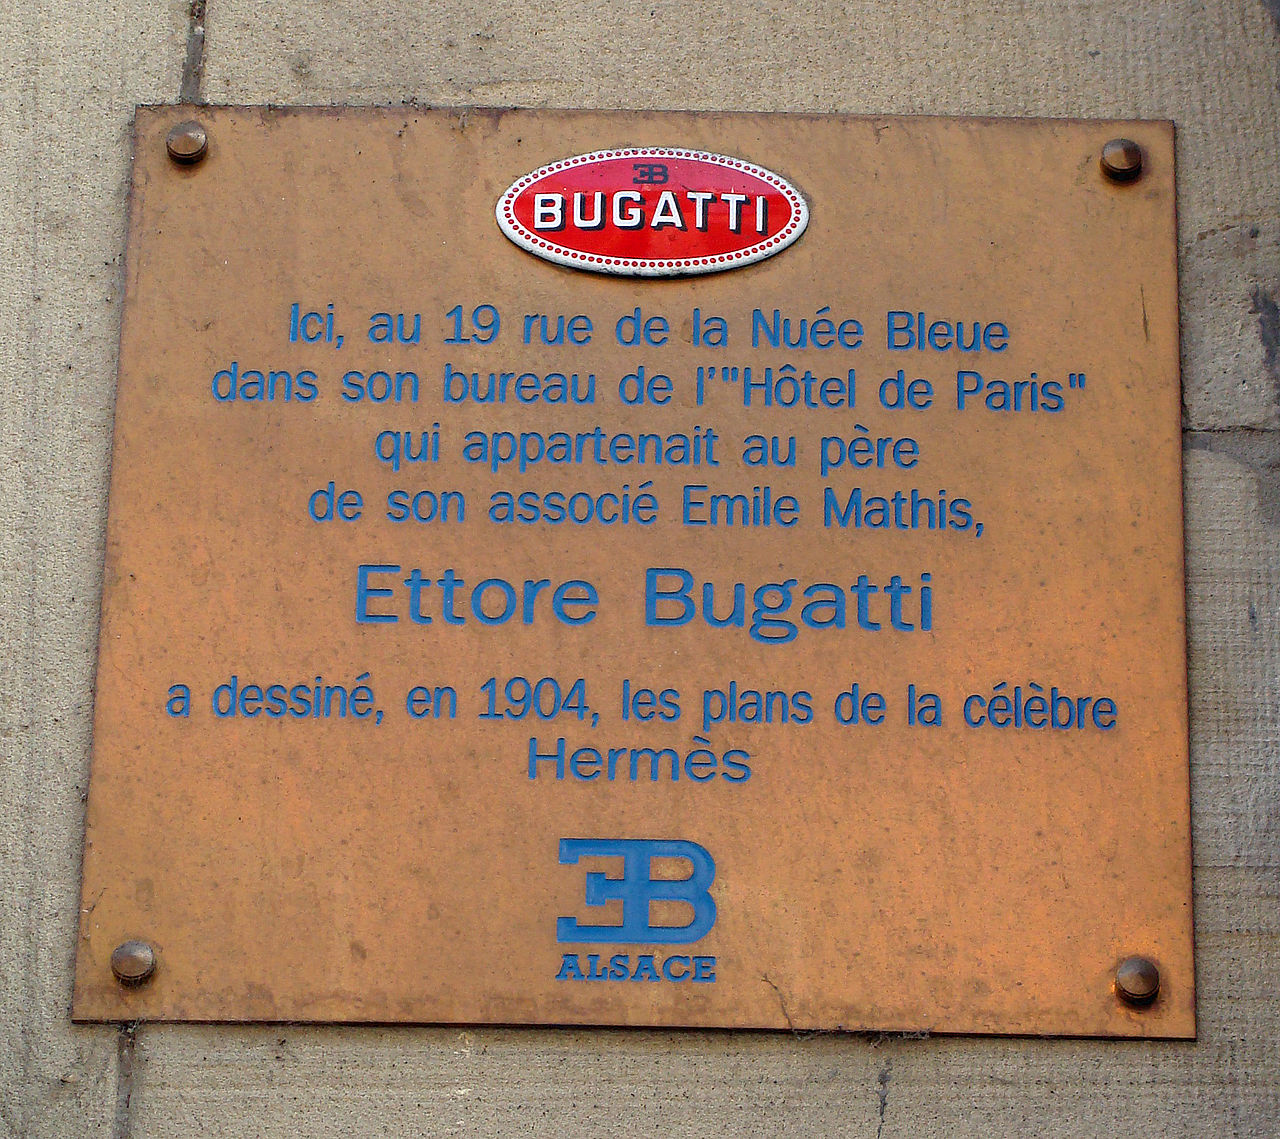 EB
BUGATTI
Ici, au 19 rue de la Nuée Bleue
dans son bureau de l'"Hôtel de Paris"
qui appartenait au père
de son associé Emile Mathis,
Ettore Bugatti
a dessiné, en 1904, les plans de la célèbre
Hermès
EB
ALSACE